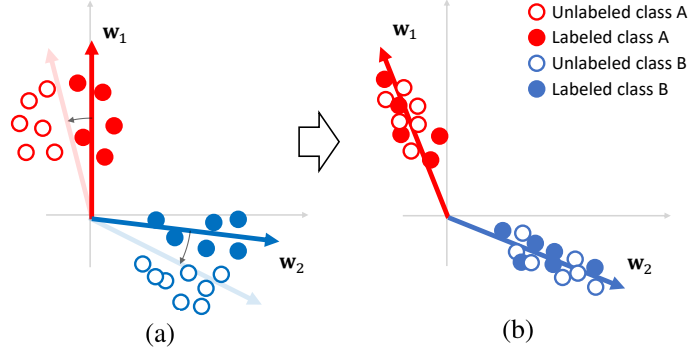 w1
w2
(a)
w1
w2
(b)
Unlabeled class A
Labeled class A
Unlabeled class B
Labeled class B